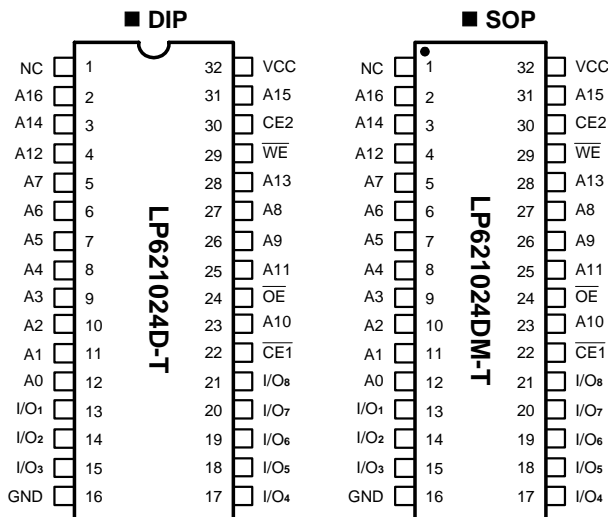 ■ DIP
NC 1 32 VCC
A16 2 31 A15
A14 3 30 CE2
A12 4 29 W̅E̅
A7 5 28 A13
A6 6 27 A8
A5 7 26 A9
A4 8 25 A11
A3 9 24 O̅E̅
A2 10 23 A10
A1 11 22 C̅E̅1̅
A0 12 21 I/O8
I/O1 13 20 I/O7
I/O2 14 19 I/O6
I/O3 15 18 I/O5
GND 16 17 I/O4
LP621024D-T
■ SOP
NC 1 32 VCC
A16 2 31 A15
A14 3 30 CE2
A12 4 29 W̅E̅
A7 5 28 A13
A6 6 27 A8
A5 7 26 A9
A4 8 25 A11
A3 9 24 O̅E̅
A2 10 23 A10
A1 11 22 C̅E̅1̅
A0 12 21 I/O8
I/O1 13 20 I/O7
I/O2 14 19 I/O6
I/O3 15 18 I/O5
GND 16 17 I/O4
LP621024DM-T